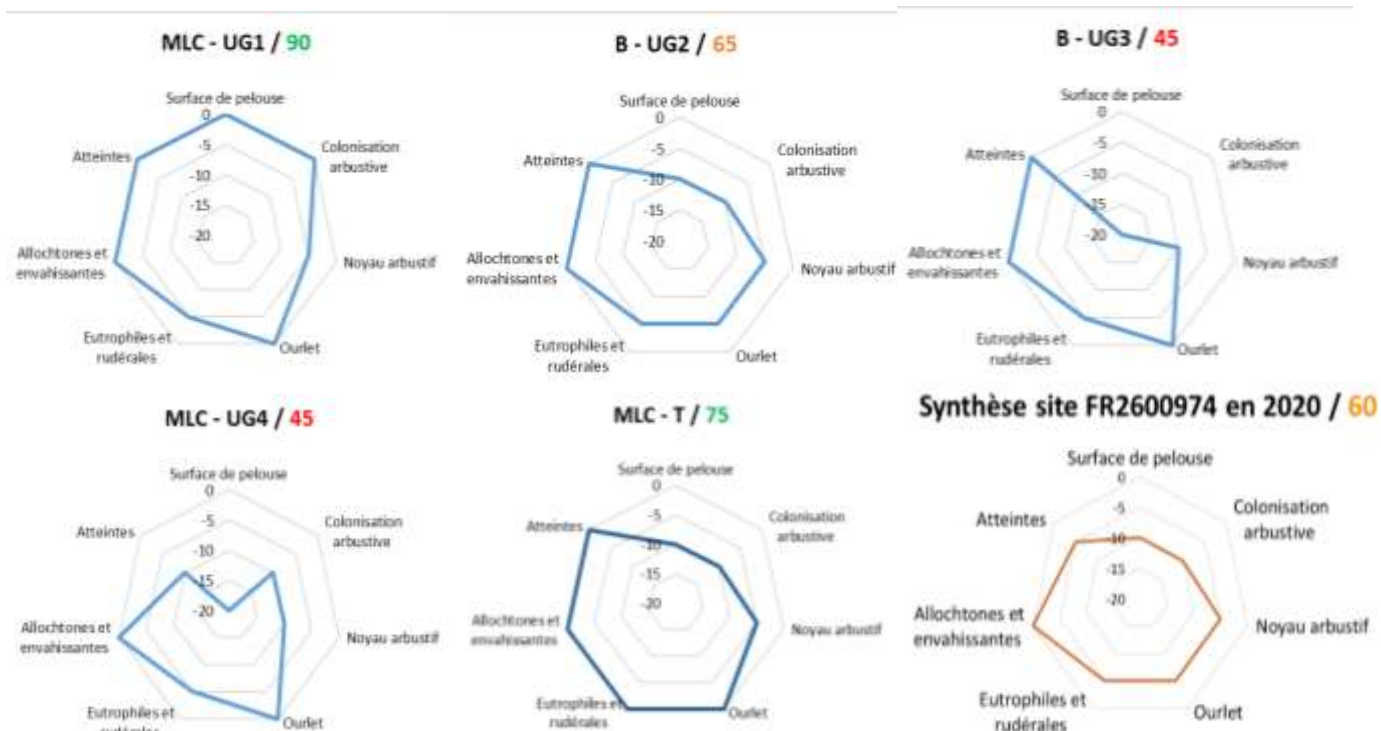 MLC - UG1 / 90
Surface de pelouse
0
-5
-10
-15
-20
Colonisation
arbustive
Noyau arbustif
Ourlet
Eutrophiles et
rudérales
Allochtones et
envahissantes
Atteintes
B - UG2 / 65
Surface de pelouse
0
-5
-10
-15
-20
Colonisation
arbustive
Noyau arbustif
Ourlet
Eutrophiles et
rudérales
Allochtones et
envahissantes
Atteintes
B - UG3 / 45
Surface de pelouse
0
-5
-10
-15
-20
Colonisation
arbustive
Noyau arbustif
Ourlet
Eutrophiles et
rudérales
Allochtones et
envahissantes
Atteintes
MLC - UG4 / 45
Surface de pelouse
0
-5
-10
-15
-20
Colonisation
arbustive
Noyau arbustif
Ourlet
Eutrophiles et
rudérales
Allochtones et
envahissantes
Atteintes
MLC - T / 75
Surface de pelouse
0
-5
-10
-15
-20
Colonisation
arbustive
Noyau arbustif
Ourlet
Eutrophiles et
rudérales
Allochtones et
envahissantes
Atteintes
Synthèse site FR2600974 en 2020 / 60
Surface de pelouse
0
-5
-10
-15
-20
Colonisation
arbustive
Noyau arbustif
Ourlet
Eutrophiles et
rudérales
Allochtones et
envahissantes
Atteintes